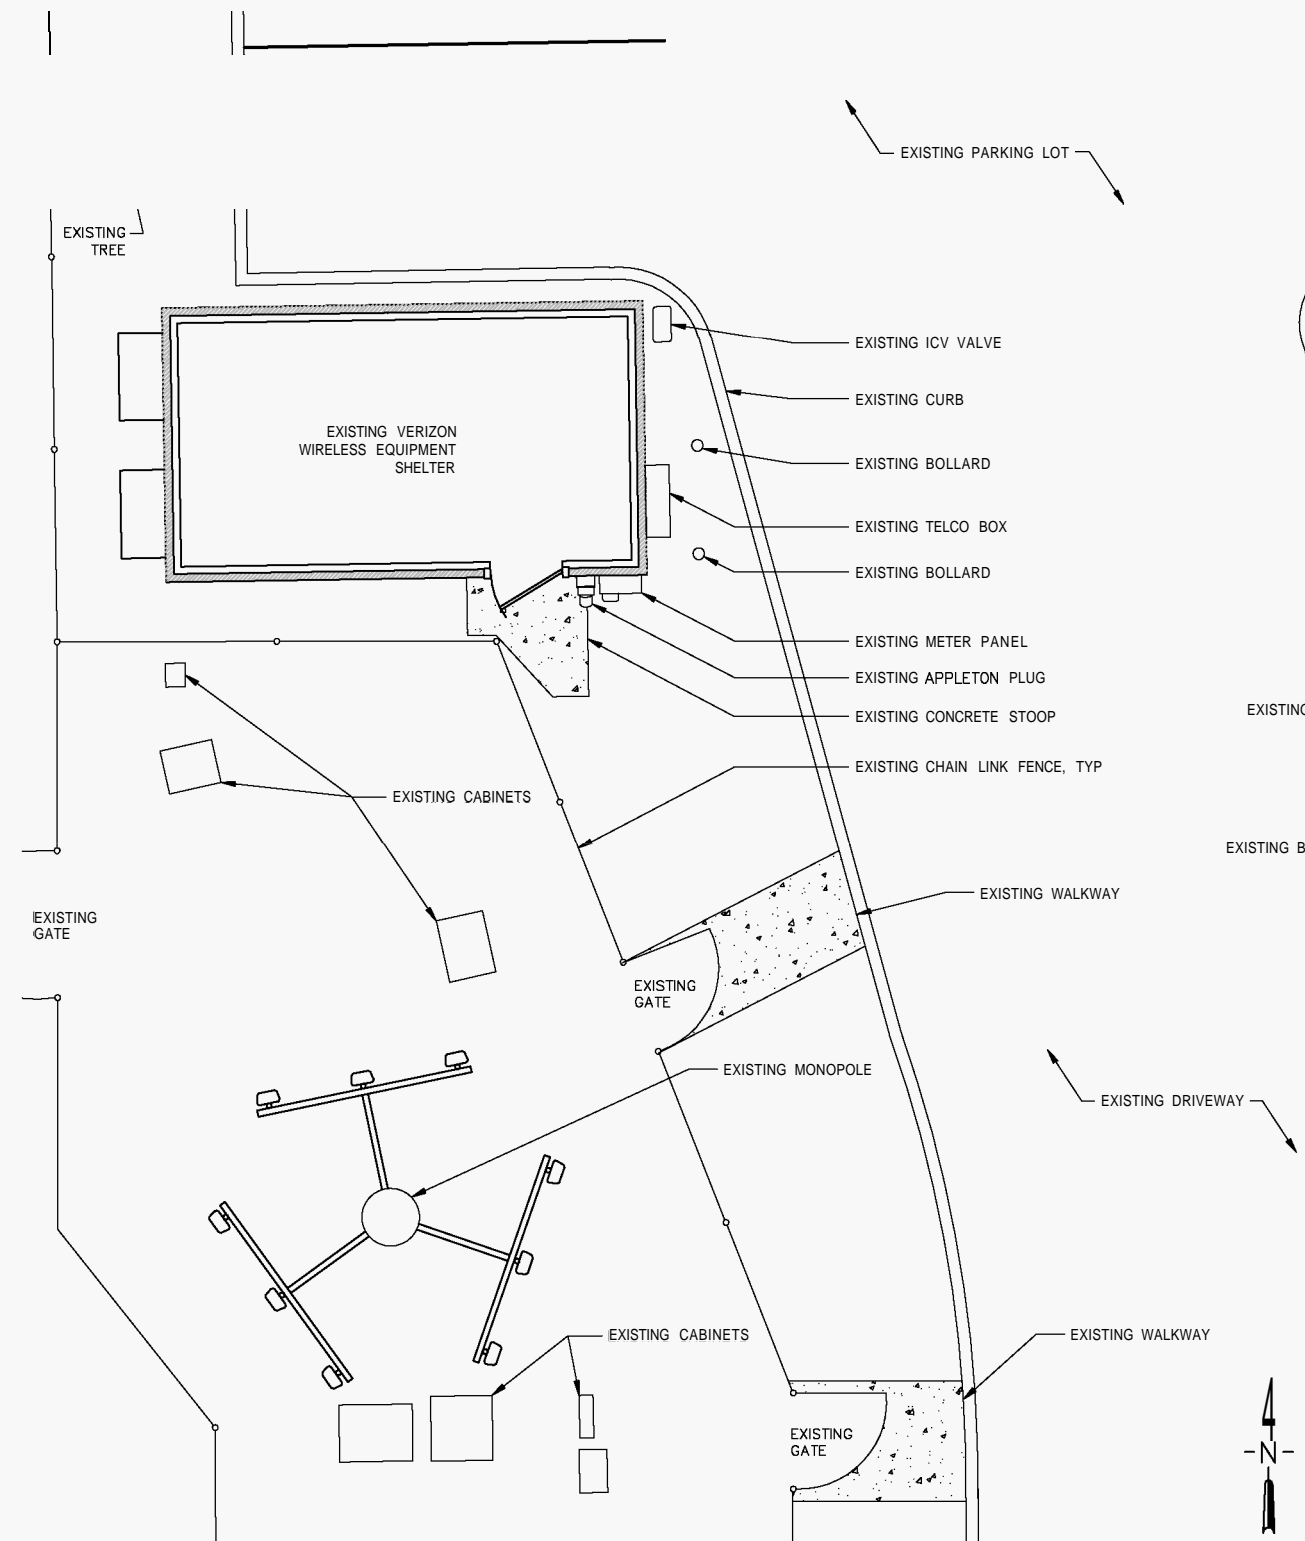 EXISTING PARKING LOT
EXISTING
TREE
EXISTING ICV VALVE
EXISTING CURB
EXISTING VERIZON
WIRELESS EQUIPMENT
SHELTER
EXISTING BOLLARD
EXISTING TELCO BOX
EXISTING BOLLARD
EXISTING METER PANEL
EXISTING APPLETON PLUG
EXISTING CONCRETE STOOP
EXISTING
EXISTING CHAIN LINK FENCE, TYP
EXISTING CABINETS
EXISTING B
EXISTING WALKWAY
EXISTING
GATE
EXISTING
GATE
EXISTING MONOPOLE
EXISTING DRIVEWAY
EXISTING CABINETS
EXISTING WALKWAY
EXISTING
GATE
N